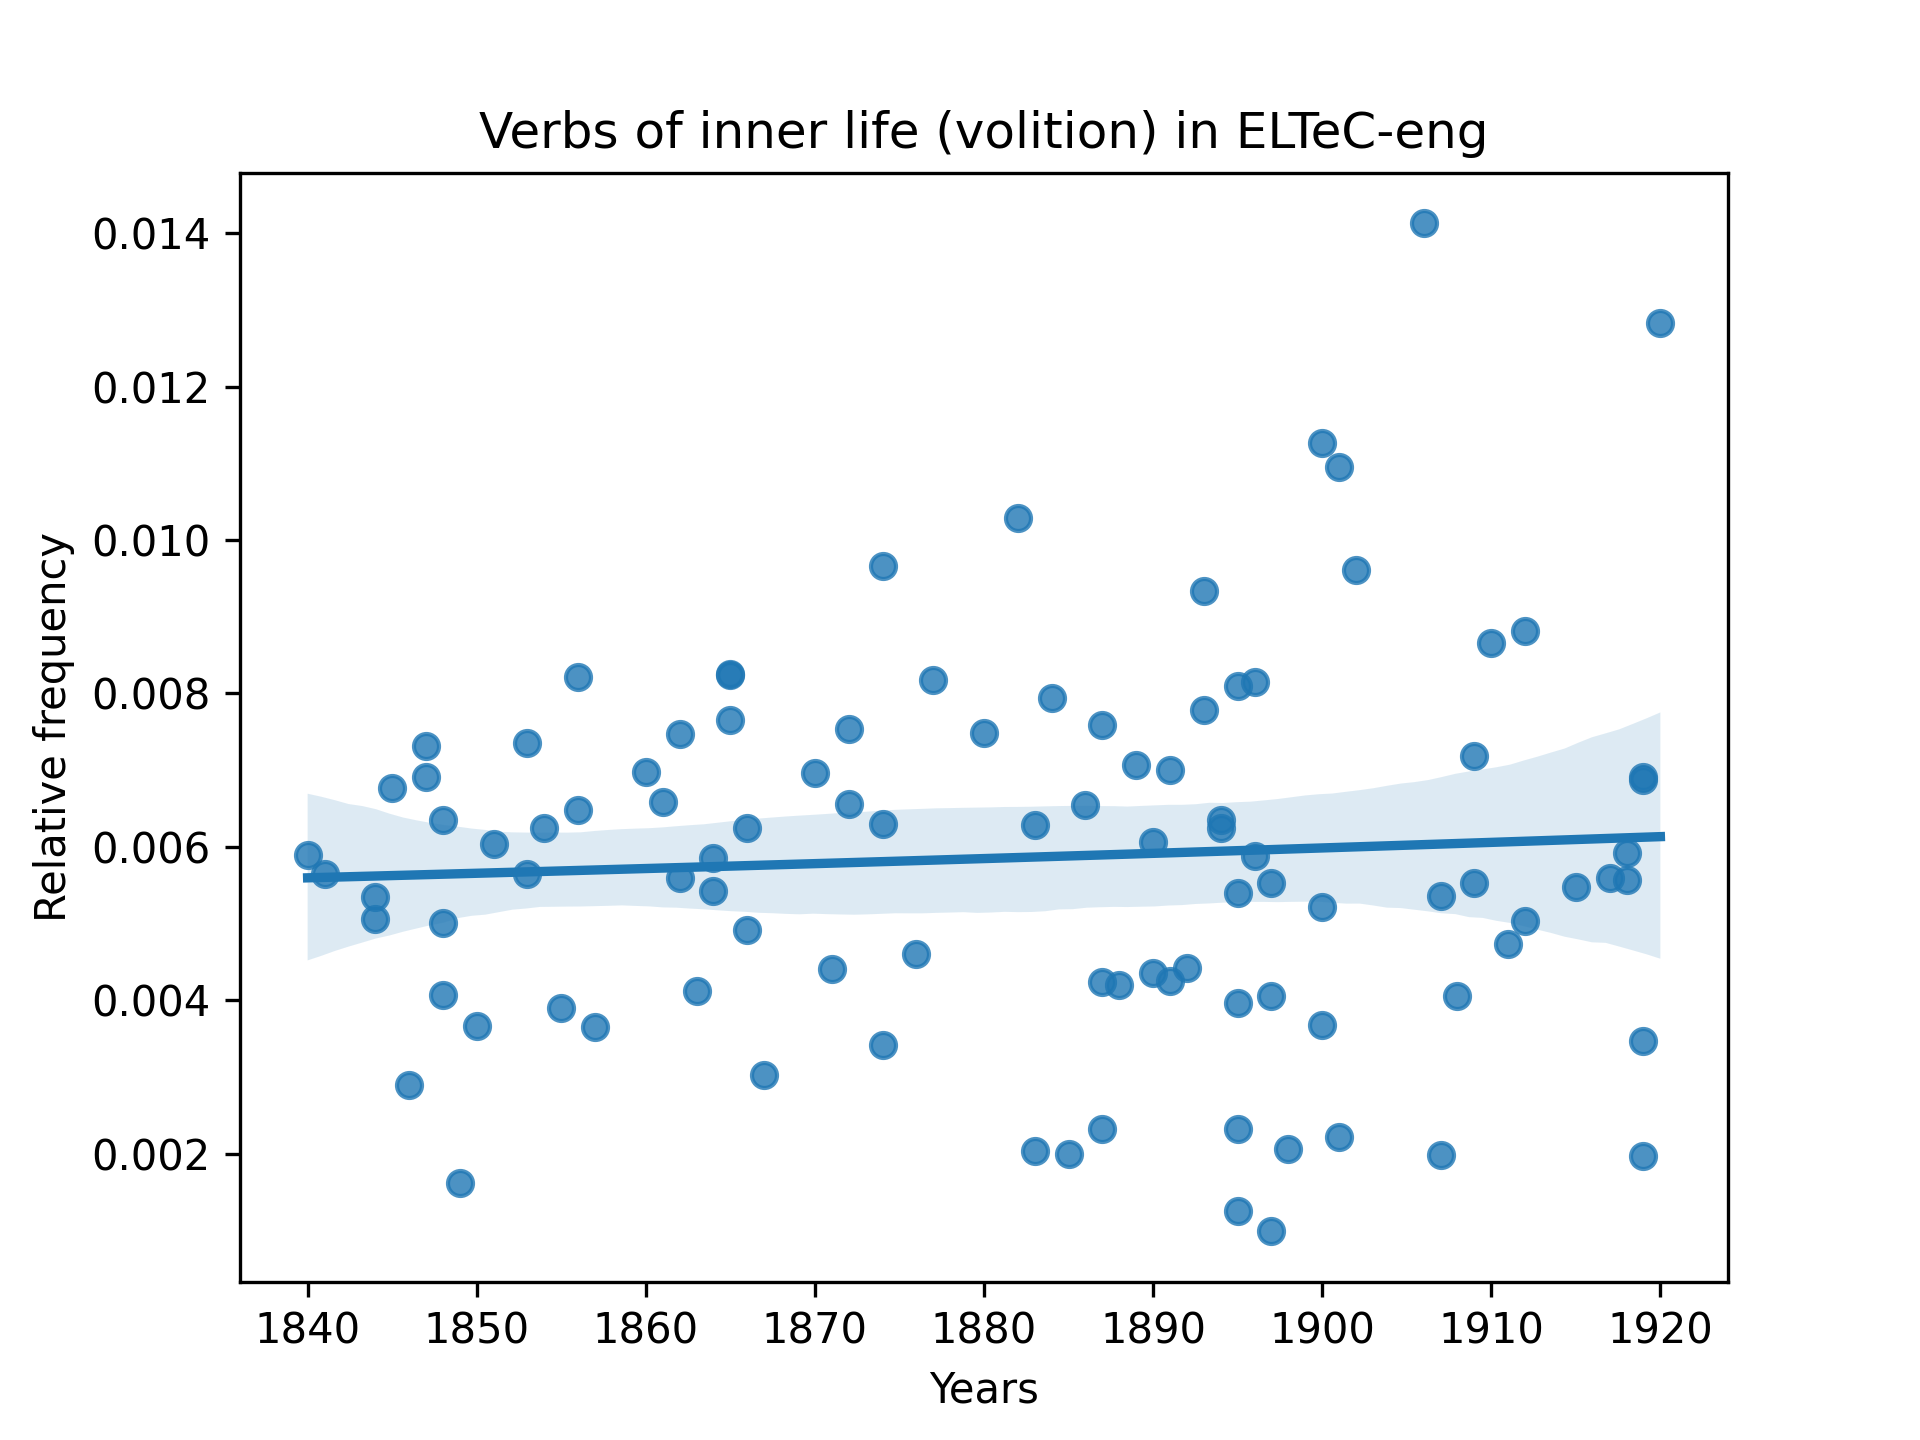 Verbs of inner life (volition) in ELTeC-eng
0.014
0.012
0.010
0.008
0.006
0.004
0.002
Relative frequency
1840 1850 1860 1870 1880 1890 1900 1910 1920
Years